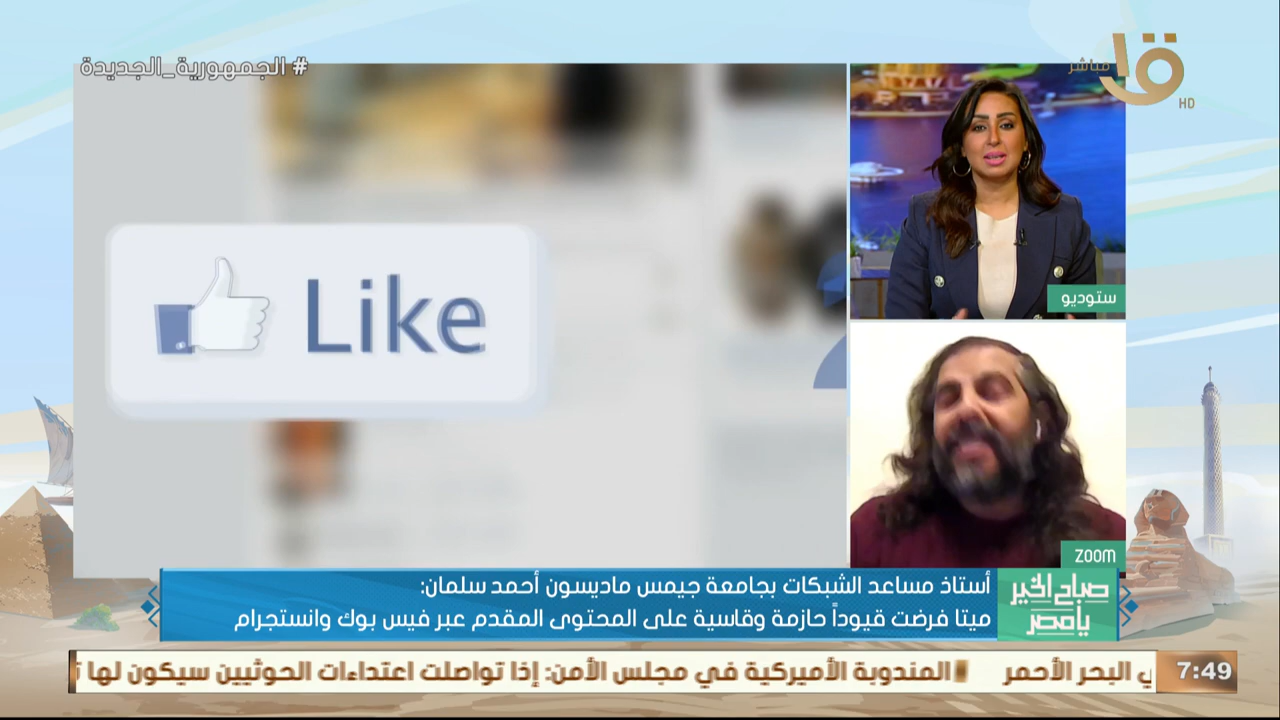 # الجمهورية_الجديدة
مباشر
HD
Like
ستوديو
zoom
صباح الخير
يا مصر
أستاذ مساعد الشبكات بجامعة جيمس ماديسون أحمد سلمان:
ميتا فرضت قيوداً حازمة وقاسية على المحتوى المقدم عبر فيس بوك وانستجرام
ي البحر الأحمر المندوبة الأميركية في مجلس الأمن: إذا تواصلت اعتداءات الحوثيين سيكون لها
7:49